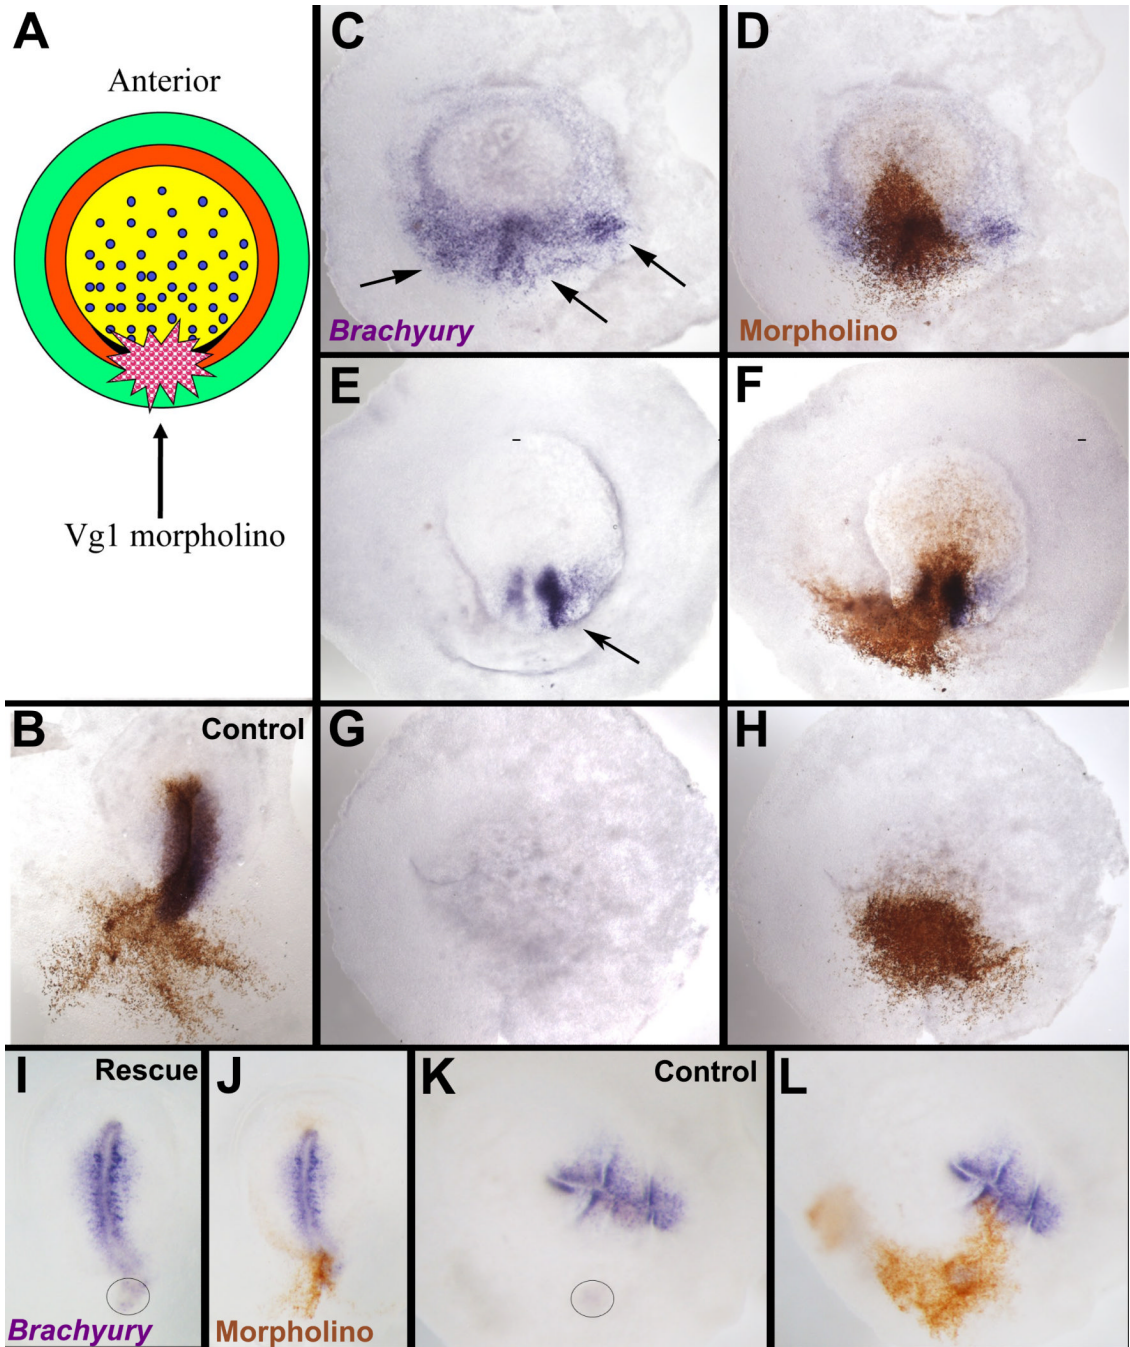 A
Anterior
Vg1 morpholino
B
Control
C
Brachyury
D
Morpholino
E
F
G
H
I
Rescue
Brachyury
J
Morpholino
K
Control
L